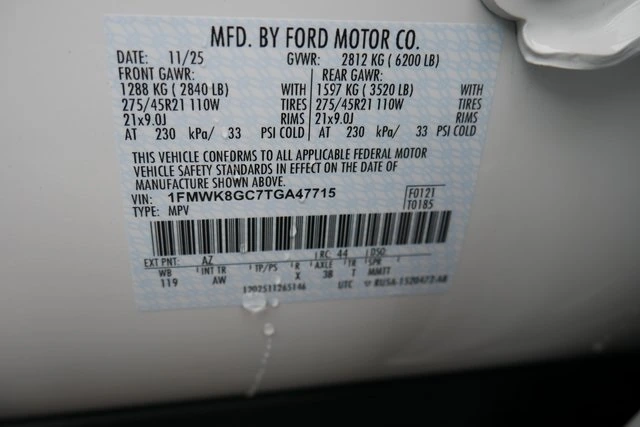 MFD. BY FORD MOTOR CO.
DATE: 11/25 GVWR: 2812 KG ( 6200 LB)
FRONT GAWR: REAR GAWR:
1288 KG ( 2840 LB) 1597 KG ( 3520 LB)
275/45R21 110W TIRES 275/45R21 110W TIRES
21x9.0J RIMS 21x9.0J RIMS
AT 230 kPa/ 33 PSI COLD AT 230 kPa/ 33 PSI COLD
THIS VEHICLE CONFORMS TO ALL APPLICABLE FEDERAL MOTOR
VEHICLE SAFETY STANDARDS IN EFFECT ON THE DATE OF
MANUFACTURE SHOWN ABOVE.
VIN: 1FMWK8GC7TGA47715 F0121
TYPE: MPV T0185
EXT PNT: AZ RC: 44 DSO:
WB INT TR TP/PS R AXLE TR SPR
119 AW X 3B T MMTT
1202511265146 UTC